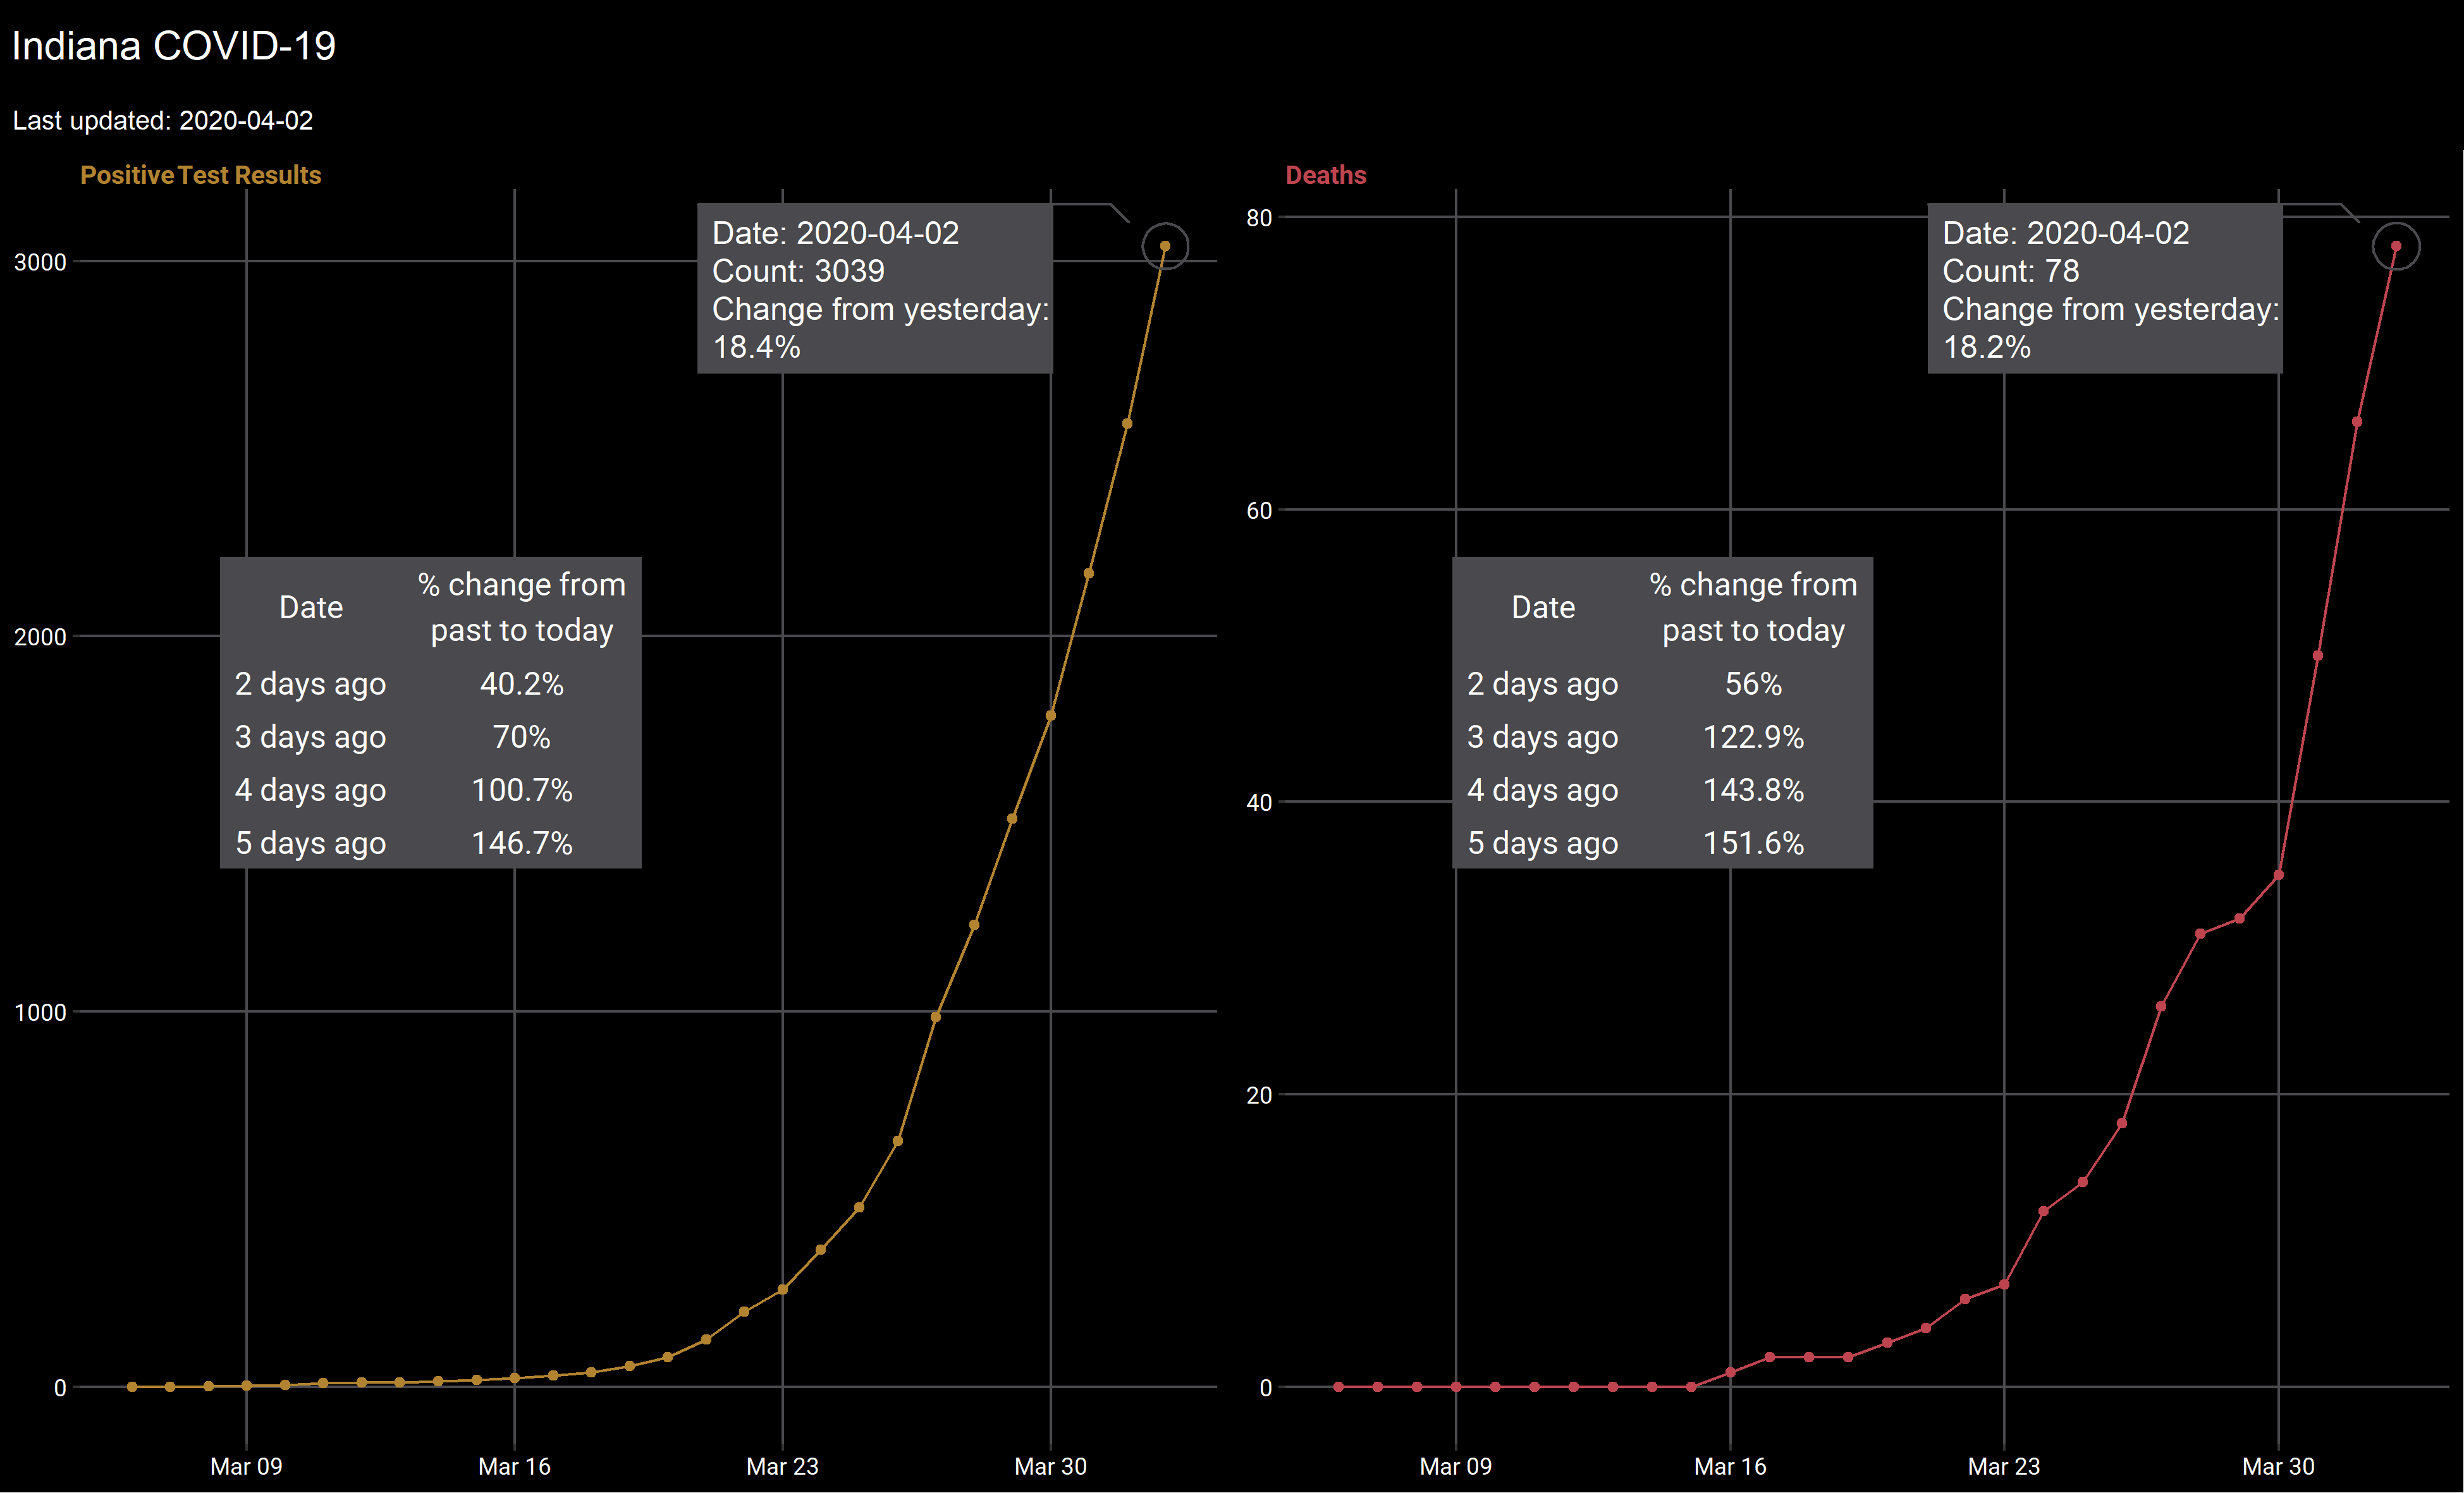 Indiana COVID-19
Last updated: 2020-04-02
Positive Test Results
3000
2000
1000
0
Mar 09
Mar 16
Mar 23
Mar 30
Date: 2020-04-02
Count: 3039
Change from yesterday:
18.4%
Date % change from
past to today
2 days ago 40.2%
3 days ago 70%
4 days ago 100.7%
5 days ago 146.7%
Deaths
80
60
40
20
0
Mar 09
Mar 16
Mar 23
Mar 30
Date: 2020-04-02
Count: 78
Change from yesterday:
18.2%
Date % change from
past to today
2 days ago 56%
3 days ago 122.9%
4 days ago 143.8%
5 days ago 151.6%